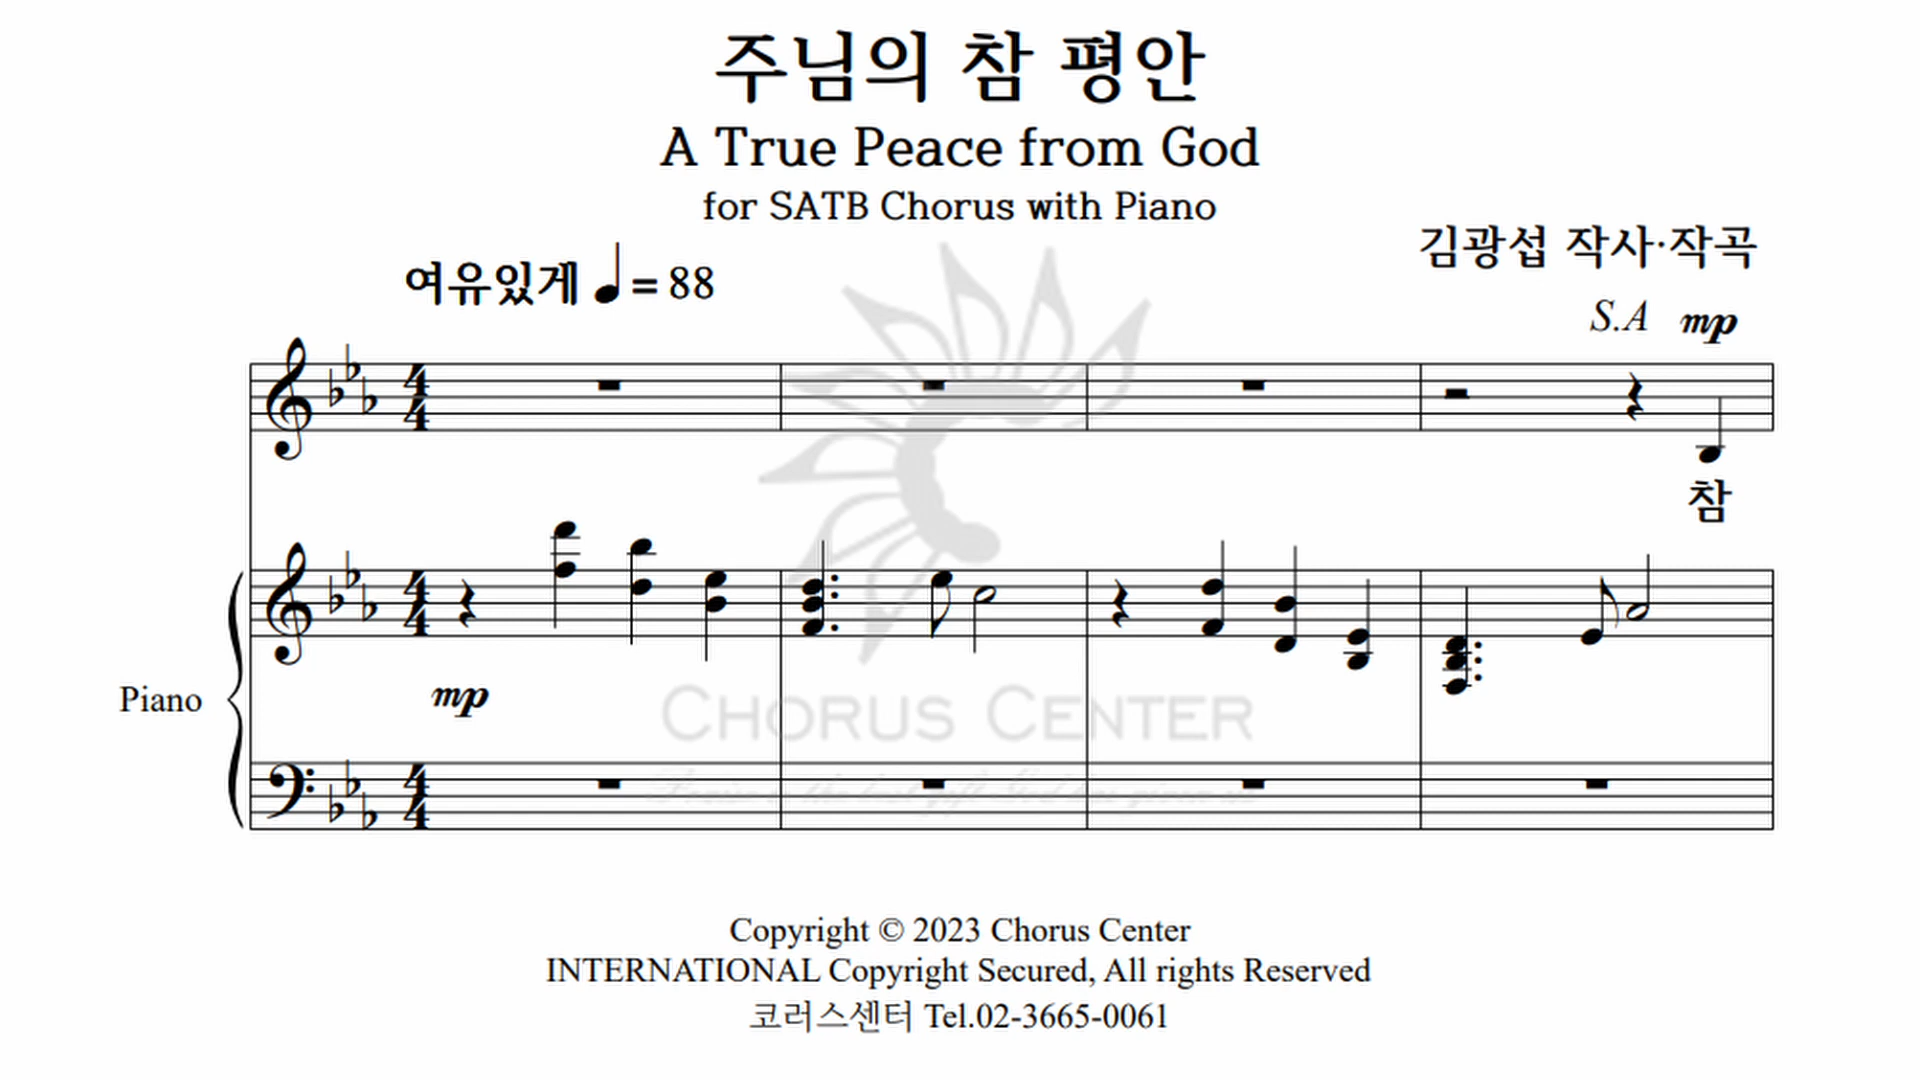 주님의 참 평안
A True Peace from God
for SATB Chorus with Piano
김광섭 작사·작곡
여유있게 ♩ = 88
S.A mp
참
Piano
mp
CHORUS CENTER
Copyright © 2023 Chorus Center
INTERNATIONAL Copyright Secured, All rights Reserved
코러스센터 Tel.02-3665-0061